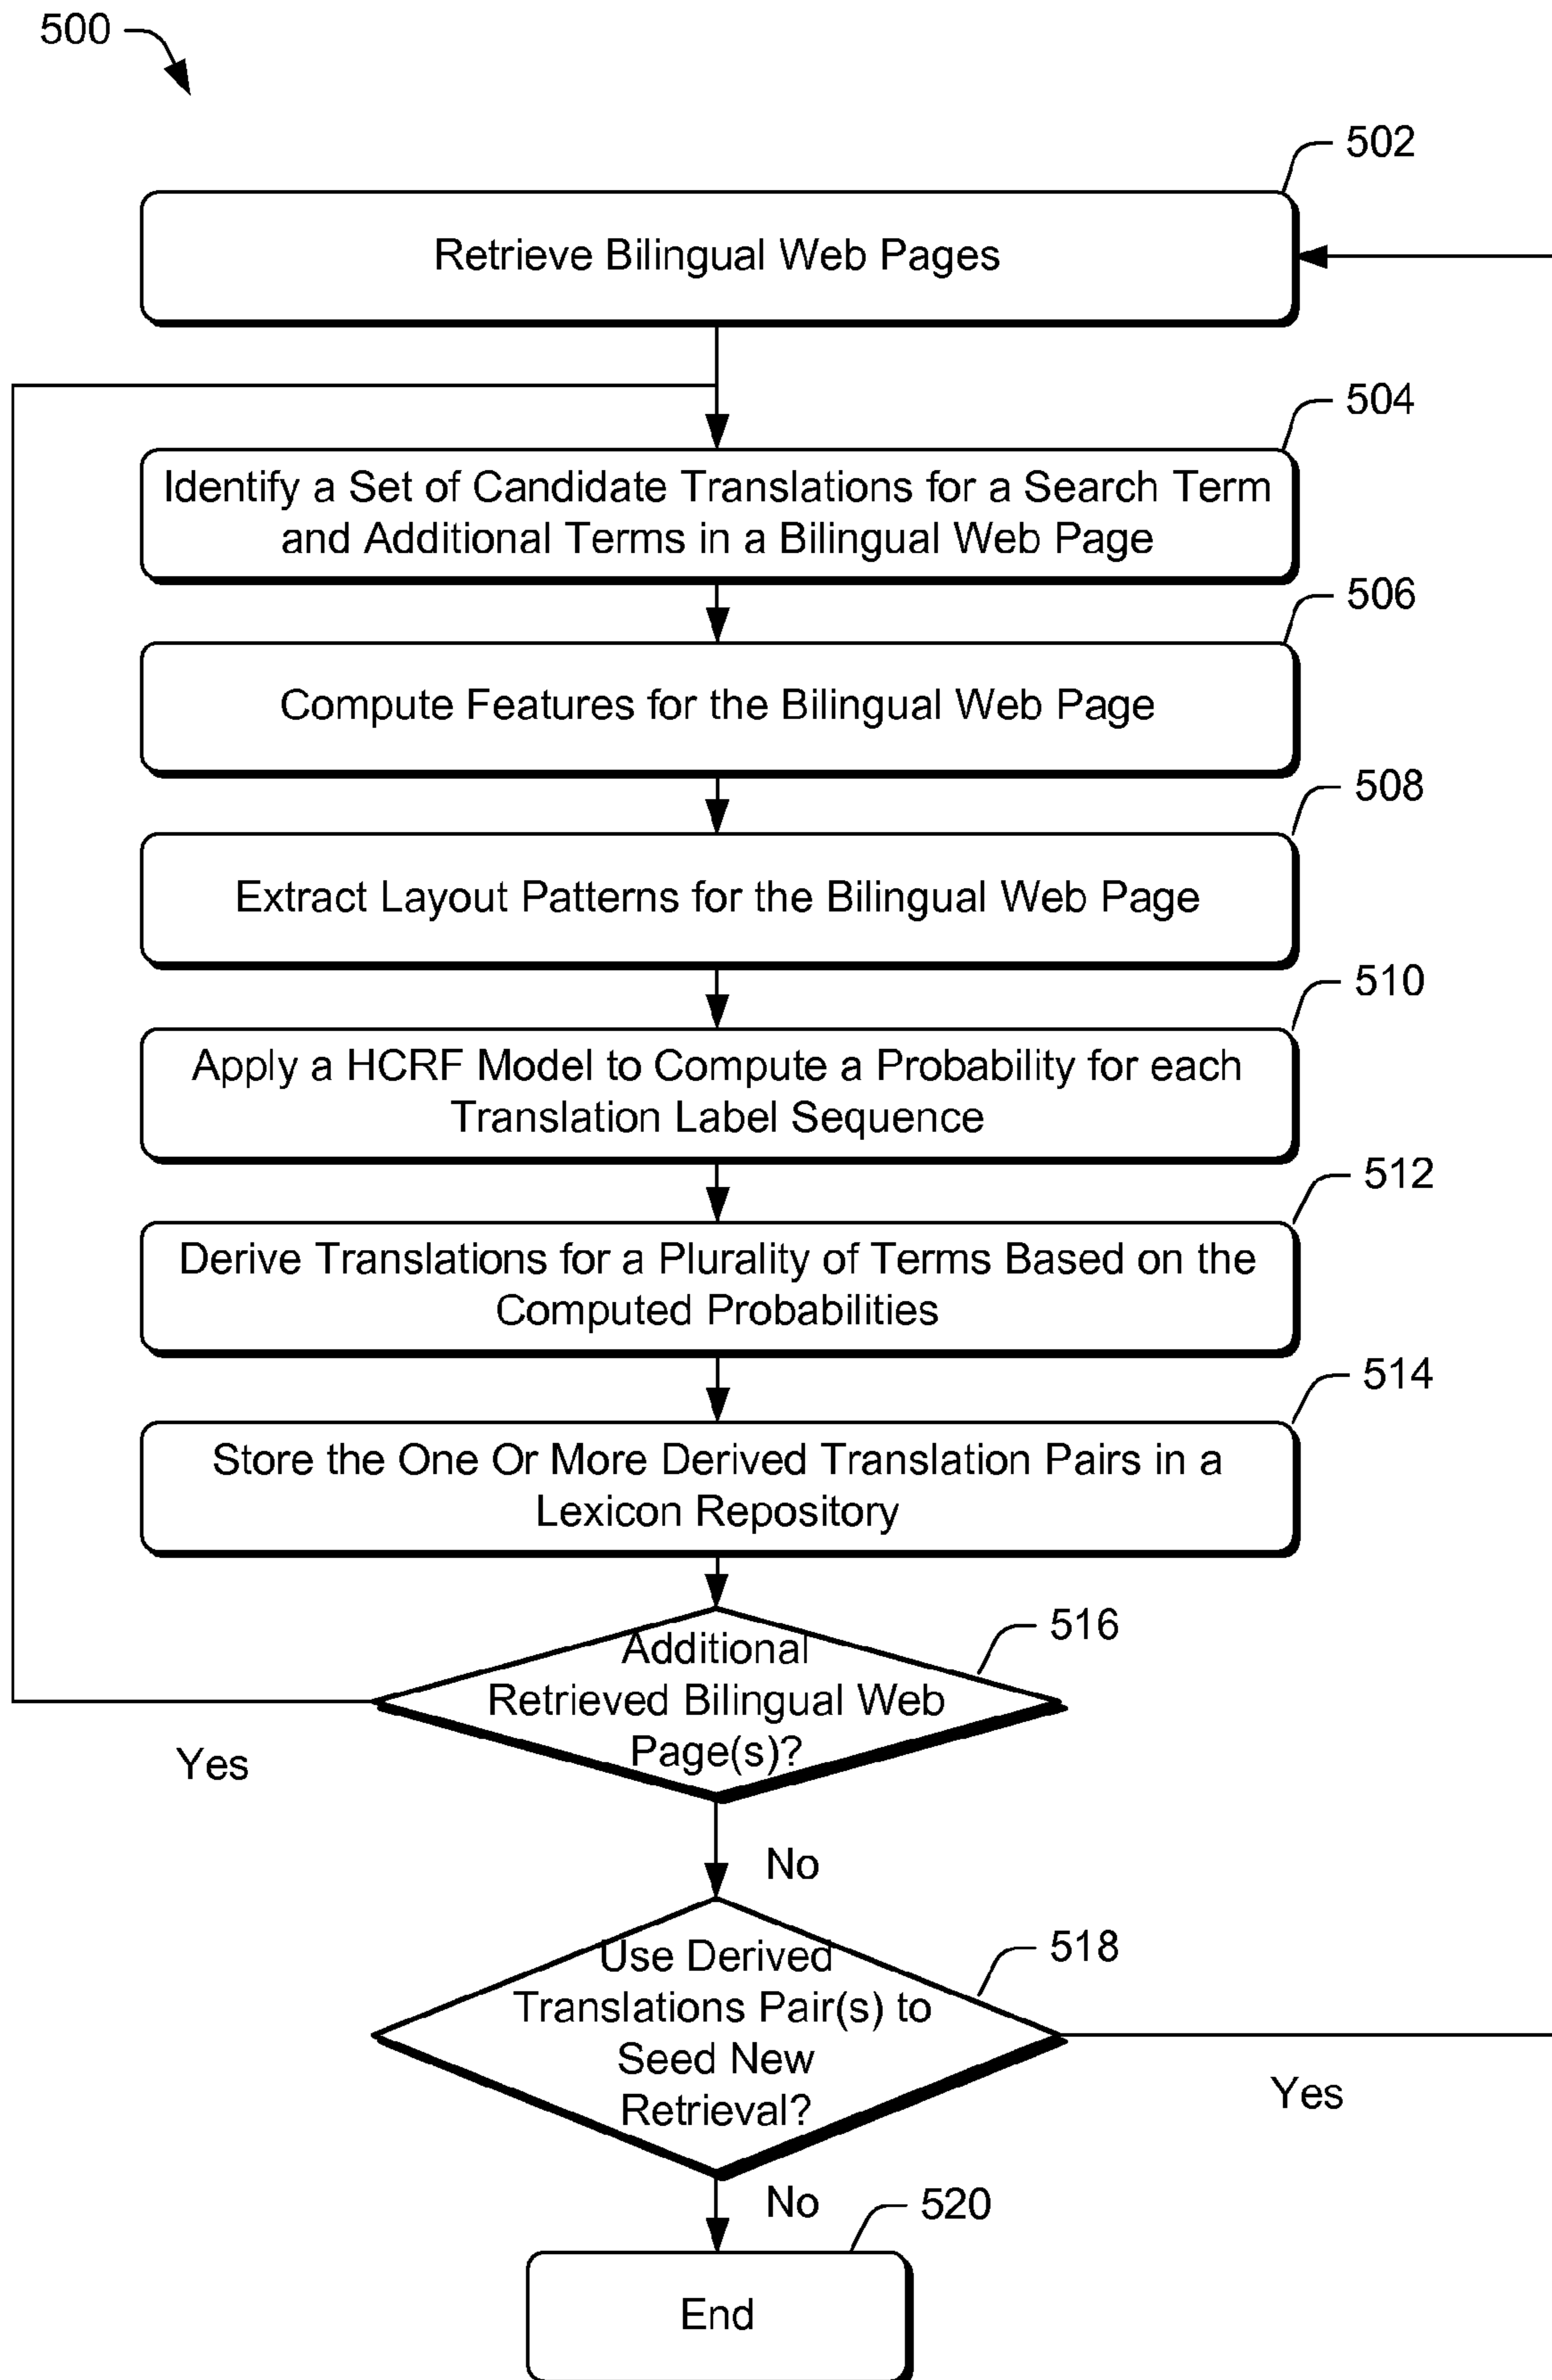 500
502
Retrieve Bilingual Web Pages
504
Identify a Set of Candidate Translations for a Search Term
and Additional Terms in a Bilingual Web Page
506
Compute Features for the Bilingual Web Page
508
Extract Layout Patterns for the Bilingual Web Page
510
Apply a HCRF Model to Compute a Probability for each
Translation Label Sequence
512
Derive Translations for a Plurality of Terms Based on the
Computed Probabilities
514
Store the One Or More Derived Translation Pairs in a
Lexicon Repository
516
Additional
Retrieved Bilingual Web
Page(s)?
Yes
No
518
Use Derived
Translations Pair(s) to
Seed New
Retrieval?
Yes
No
520
End